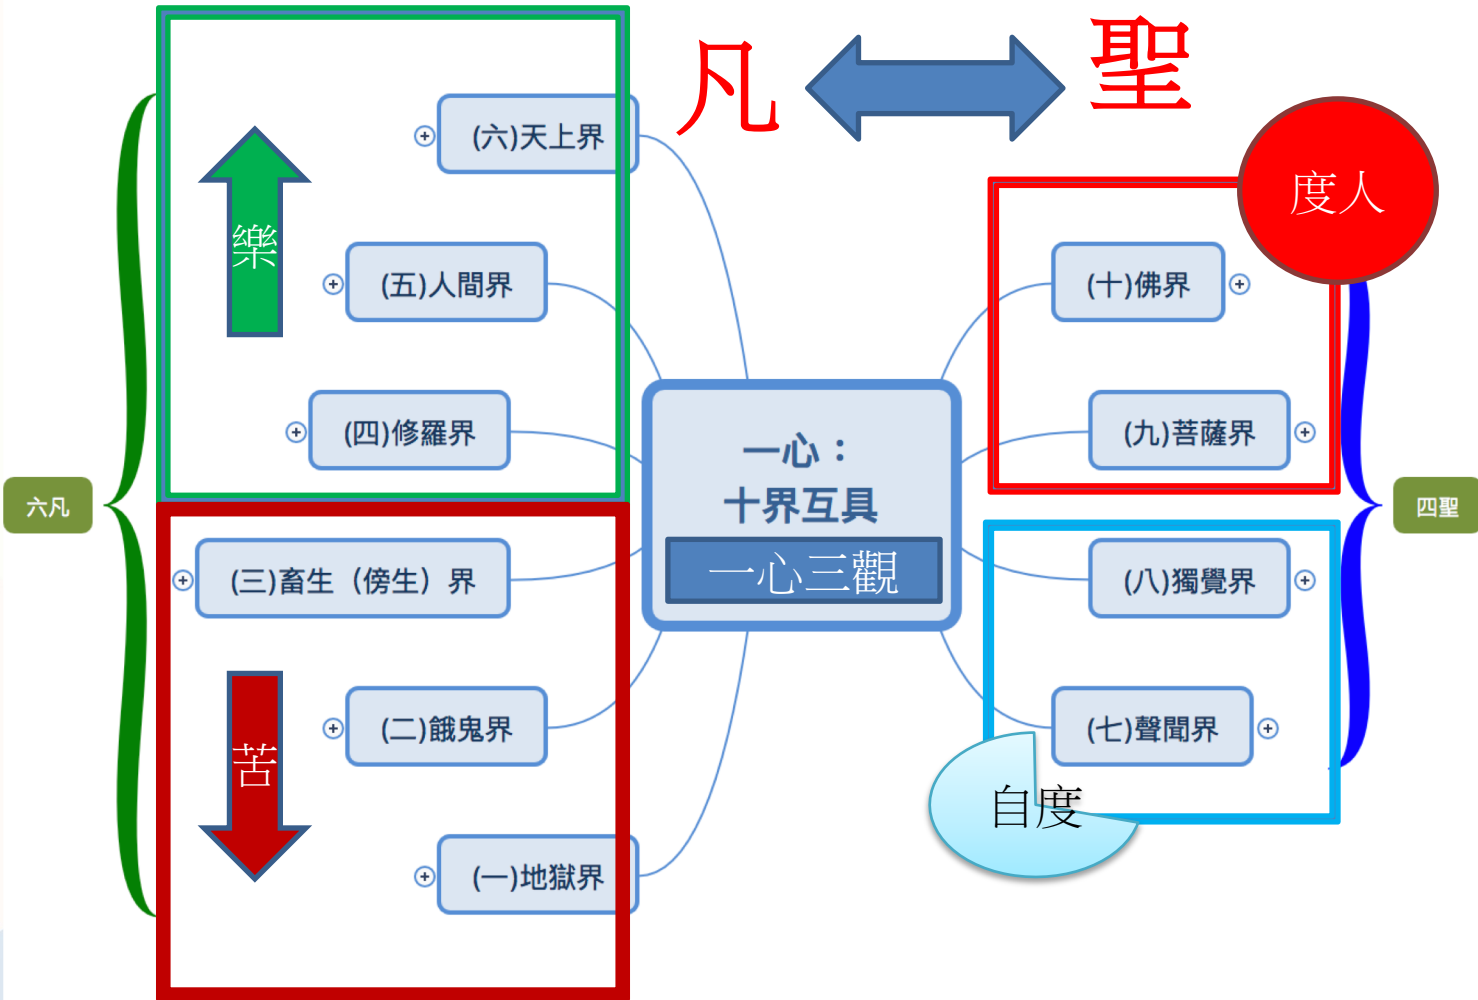 凡
聖
度人
(六)天上界
樂
(五)人間界
(四)修羅界
六凡
(三)畜生（傍生）界
苦
(二)餓鬼界
(一)地獄界
一心：
十界互具
一心三觀
(十)佛界
(九)菩薩界
四聖
(八)獨覺界
(七)聲聞界
自度